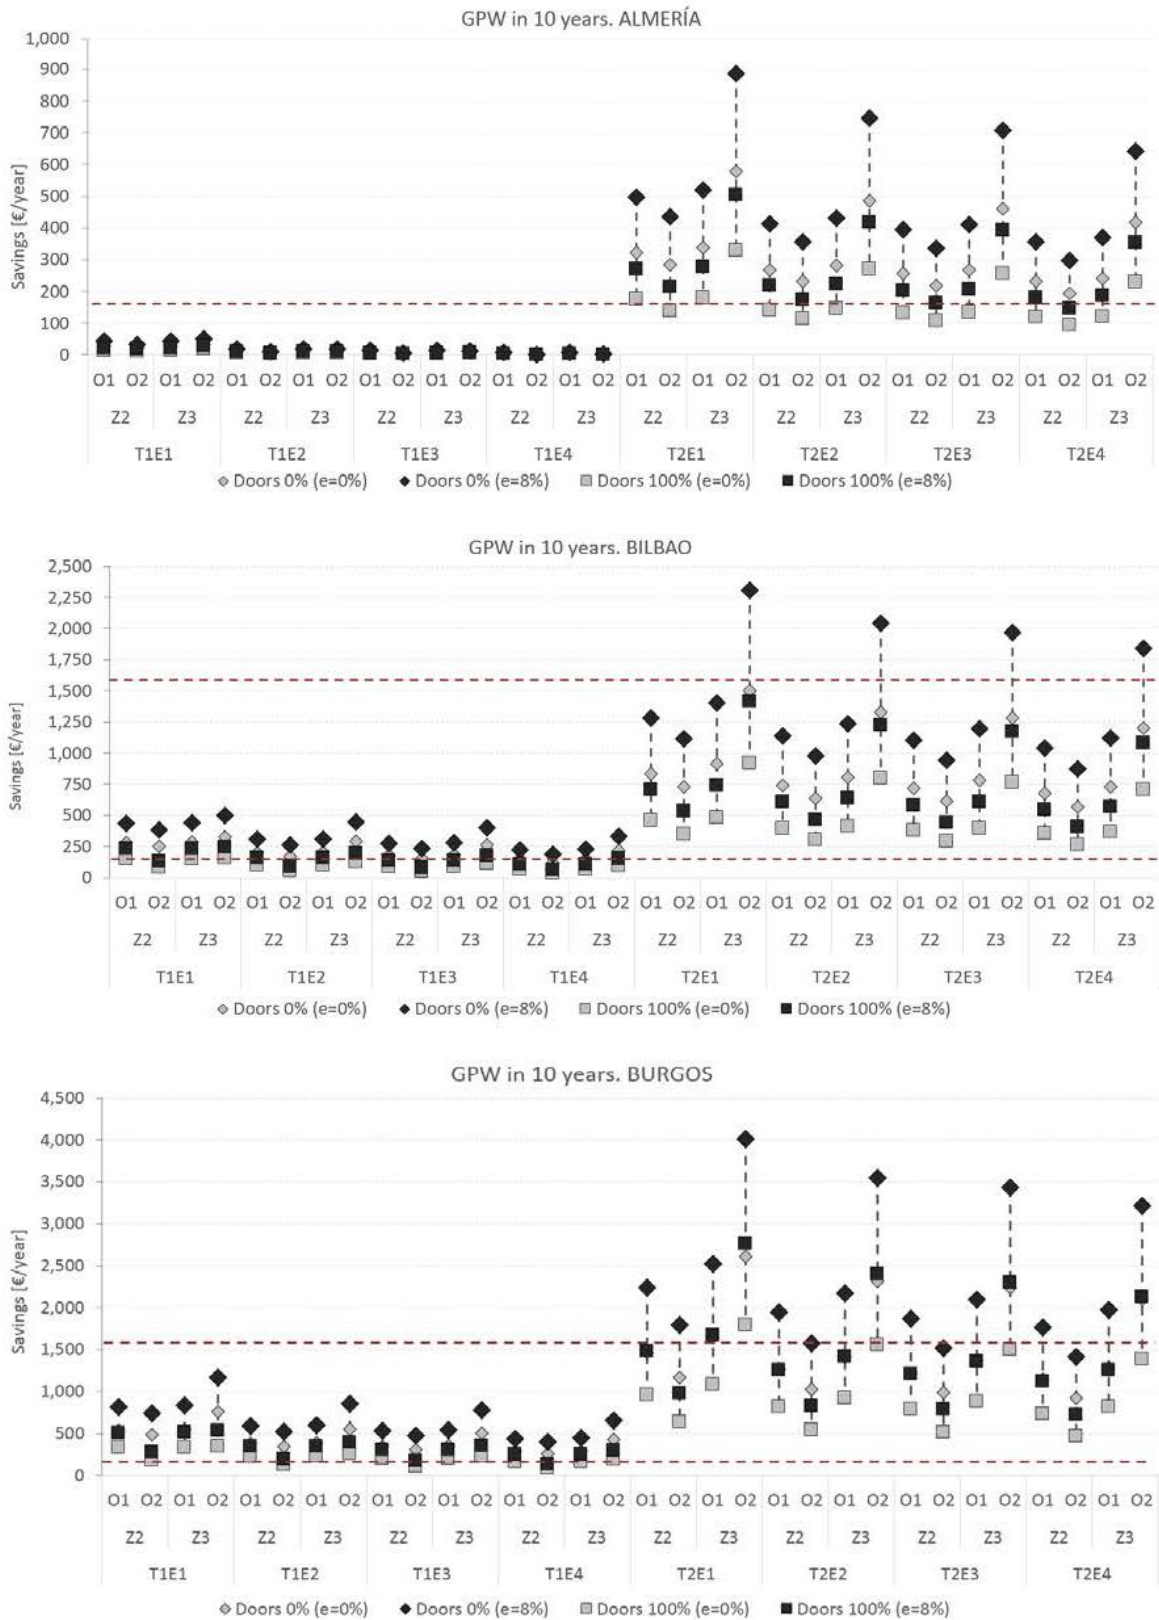 GPW in 10 years. ALMERÍA
1,000
900
800
700
600
500
400
300
200
100
0
Savings [€/year]
O1 O2 O1 O2 O1 O2 O1 O2 O1 O2 O1 O2 O1 O2 O1 O2 O1 O2 O1 O2 O1 O2 O1 O2 O1 O2 O1 O2 O1 O2 O1 O2
Z2 Z3 Z2 Z3 Z2 Z3 Z2 Z3 Z2 Z3 Z2 Z3 Z2 Z3 Z2 Z3
T1E1 T1E2 T1E3 T1E4 T2E1 T2E2 T2E3 T2E4
Doors 0% (e=0%) Doors 0% (e=8%) Doors 100% (e=0%) Doors 100% (e=8%)
GPW in 10 years. BILBAO
2,500
2,250
2,000
1,750
1,500
1,250
1,000
750
500
250
0
Savings [€/year]
O1 O2 O1 O2 O1 O2 O1 O2 O1 O2 O1 O2 O1 O2 O1 O2 O1 O2 O1 O2 O1 O2 O1 O2 O1 O2 O1 O2 O1 O2 O1 O2
Z2 Z3 Z2 Z3 Z2 Z3 Z2 Z3 Z2 Z3 Z2 Z3 Z2 Z3 Z2 Z3
T1E1 T1E2 T1E3 T1E4 T2E1 T2E2 T2E3 T2E4
Doors 0% (e=0%) Doors 0% (e=8%) Doors 100% (e=0%) Doors 100% (e=8%)
GPW in 10 years. BURGOS
4,500
4,000
3,500
3,000
2,500
2,000
1,500
1,000
500
0
Savings [€/year]
O1 O2 O1 O2 O1 O2 O1 O2 O1 O2 O1 O2 O1 O2 O1 O2 O1 O2 O1 O2 O1 O2 O1 O2 O1 O2 O1 O2 O1 O2 O1 O2
Z2 Z3 Z2 Z3 Z2 Z3 Z2 Z3 Z2 Z3 Z2 Z3 Z2 Z3 Z2 Z3
T1E1 T1E2 T1E3 T1E4 T2E1 T2E2 T2E3 T2E4
Doors 0% (e=0%) Doors 0% (e=8%) Doors 100% (e=0%) Doors 100% (e=8%)